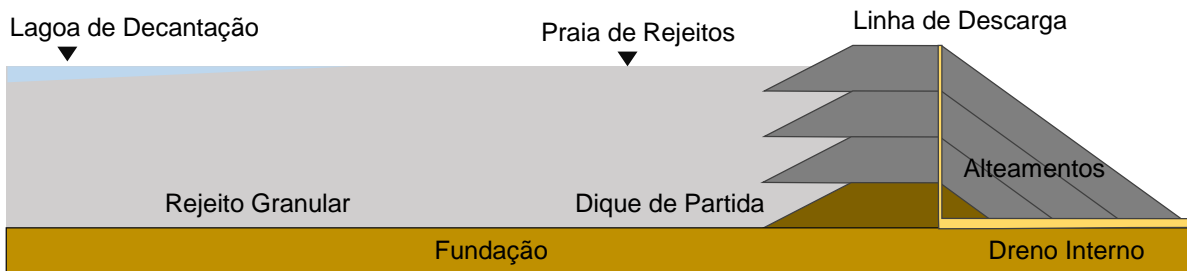 Lagoa de Decantação
Praia de Rejeitos
Linha de Descarga
Alteamentos
Rejeito Granular
Dique de Partida
Fundação
Dreno Interno